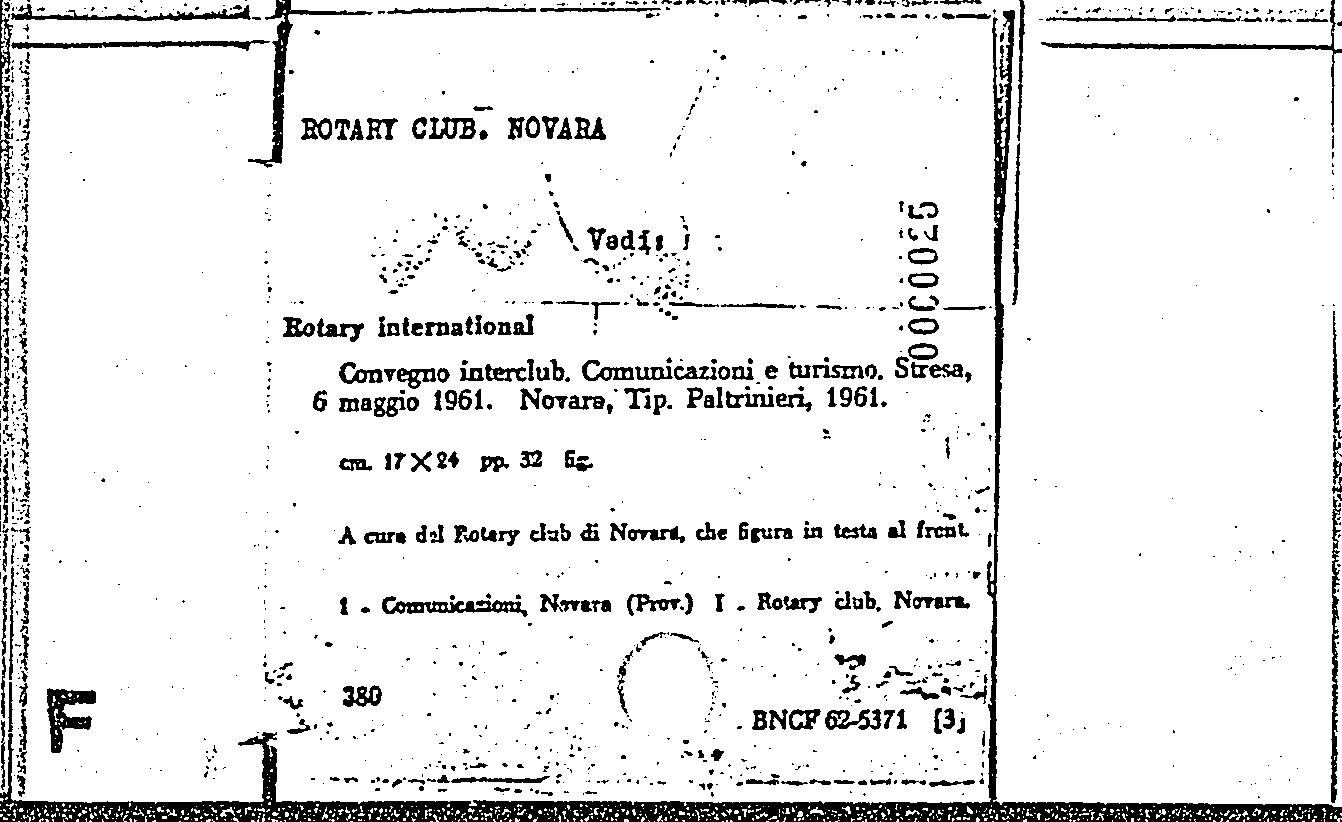 ROTARY CLUB. NOVARA
Vedi:
0000025
Rotary international
Convegno interclub. Comunicazioni e turismo. Stresa,
6 maggio 1961. Novara, Tip. Paltrinieri, 1961.
cm. 17×24 pp. 32 fig.
A cura del Rotary club di Novara, che figura in testa al front.
1 - Comunicazioni, Novara (Prov.) I - Rotary club, Novara.
380
BNCF 62-5371 [3]
F